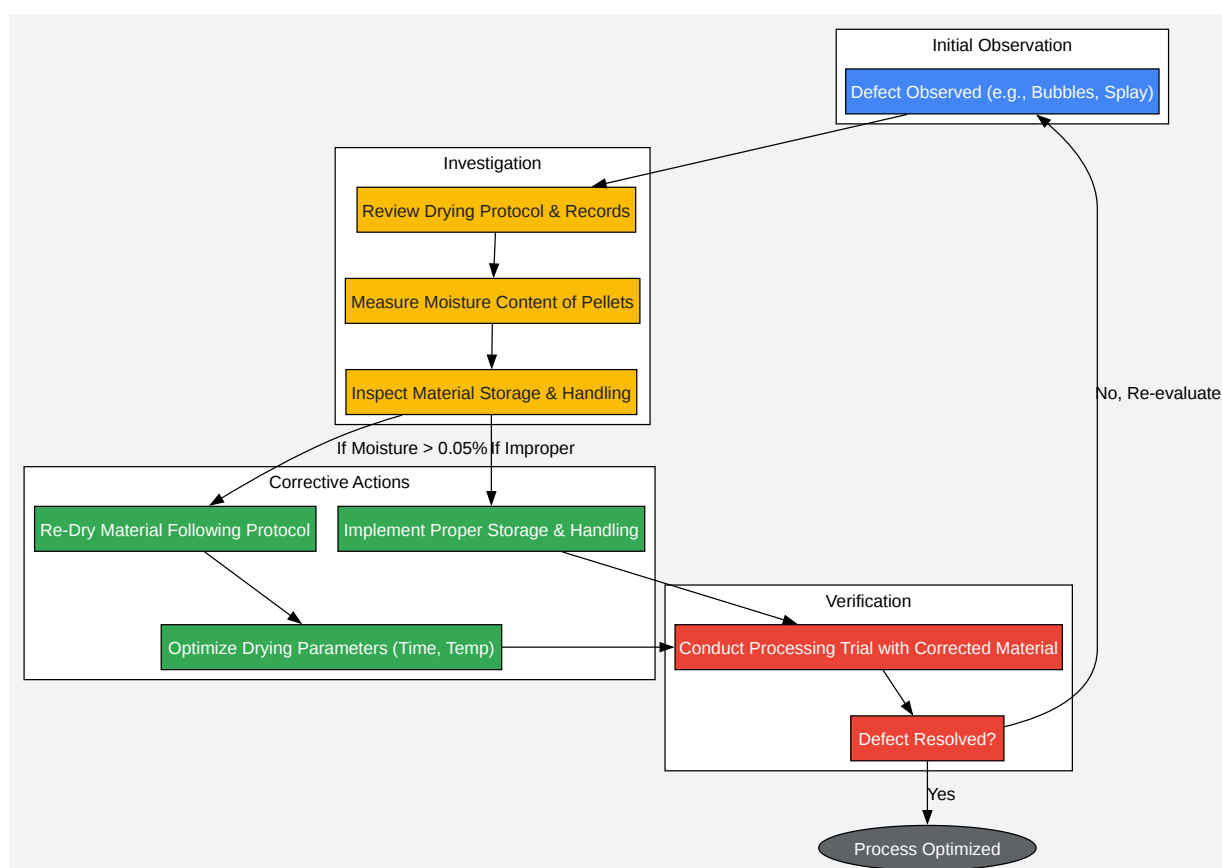 Initial Observation
Defect Observed (e.g., Bubbles, Splay)
Investigation
Review Drying Protocol & Records
Measure Moisture Content of Pellets
Inspect Material Storage & Handling
No, Re-evaluate
If Moisture > 0.05%
If Improper
Corrective Actions
Re-Dry Material Following Protocol
Implement Proper Storage & Handling
Optimize Drying Parameters (Time, Temp)
Verification
Conduct Processing Trial with Corrected Material
Defect Resolved?
Yes
Process Optimized